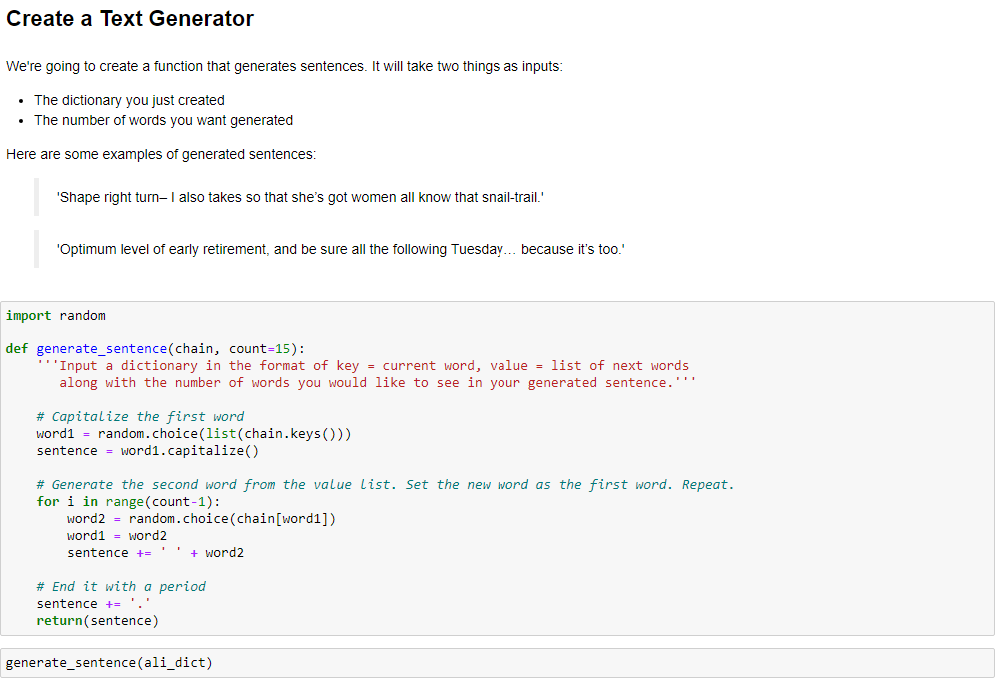 Create a Text Generator
We're going to create a function that generates sentences. It will take two things as inputs:
• The dictionary you just created
• The number of words you want generated
Here are some examples of generated sentences:
'Shape right turn– I also takes so that she’s got women all know that snail-trail.'
'Optimum level of early retirement, and be sure all the following Tuesday… because it’s too.'
import random
def generate_sentence(chain, count=15):
    '''Input a dictionary in the format of key = current word, value = list of next words
       along with the number of words you would like to see in your generated sentence.'''
    # Capitalize the first word
    word1 = random.choice(list(chain.keys()))
    sentence = word1.capitalize()
    # Generate the second word from the value list. Set the new word as the first word. Repeat.
    for i in range(count-1):
        word2 = random.choice(chain[word1])
        word1 = word2
        sentence += ' ' + word2
    # End it with a period
    sentence += '.'
    return(sentence)
generate_sentence(ali_dict)